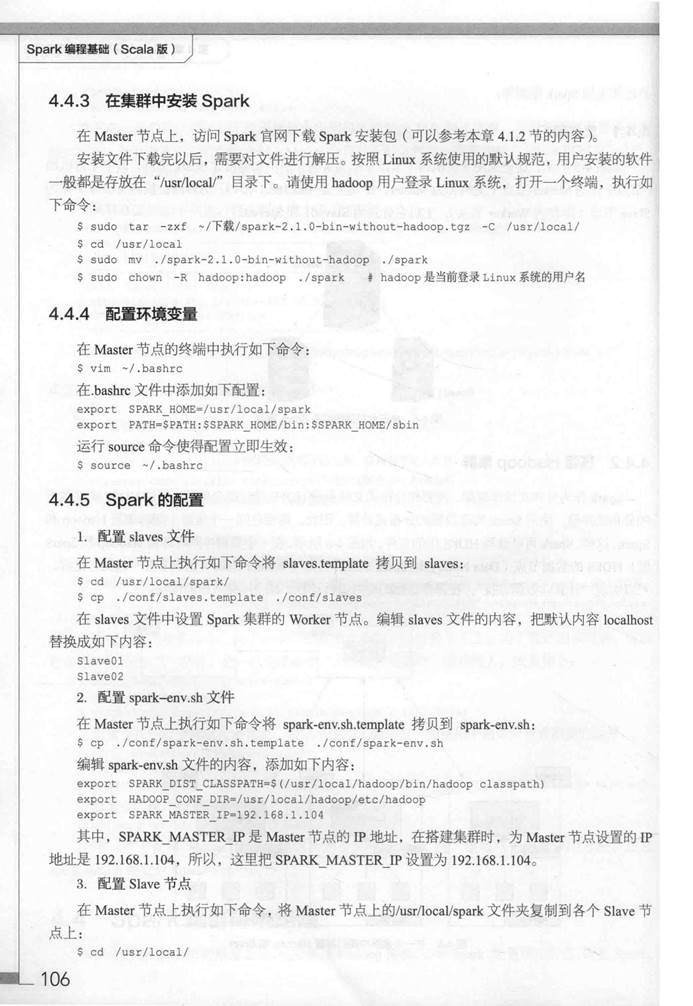 Spark 编程基础（Scala 版）
4.4.3 在集群中安装 Spark
在 Master 节点上，访问 Spark 官网下载 Spark 安装包（可以参考本章 4.1.2 节的内容）。
安装文件下载完以后，需要对文件进行解压。按照 Linux 系统使用的默认规范，用户安装的软件
一般都是存放在“/usr/local/”目录下。请使用 hadoop 用户登录 Linux 系统，打开一个终端，执行如
下命令：
$ sudo tar -zxf ~/下载/spark-2.1.0-bin-without-hadoop.tgz -C /usr/local/
$ cd /usr/local
$ sudo mv ./spark-2.1.0-bin-without-hadoop ./spark
$ sudo chown -R hadoop:hadoop ./spark # hadoop 是当前登录 Linux 系统的用户名
4.4.4 配置环境变量
在 Master 节点的终端中执行如下命令：
$ vim ~/.bashrc
在.bashrc 文件中添加如下配置：
export SPARK_HOME=/usr/local/spark
export PATH=$PATH:$SPARK_HOME/bin:$SPARK_HOME/sbin
运行 source 命令使得配置立即生效：
$ source ~/.bashrc
4.4.5 Spark 的配置
1. 配置 slaves 文件
在 Master 节点上执行如下命令将 slaves.template 拷贝到 slaves：
$ cd /usr/local/spark/
$ cp ./conf/slaves.template ./conf/slaves
在 slaves 文件中设置 Spark 集群的 Worker 节点。编辑 slaves 文件的内容，把默认内容 localhost
替换成如下内容：
Slave01
Slave02
2. 配置 spark–env.sh 文件
在 Master 节点上执行如下命令将 spark-env.sh.template 拷贝到 spark-env.sh：
$ cp ./conf/spark-env.sh.template ./conf/spark-env.sh
编辑 spark-env.sh 文件的内容，添加如下内容：
export SPARK_DIST_CLASSPATH=$(/usr/local/hadoop/bin/hadoop classpath)
export HADOOP_CONF_DIR=/usr/local/hadoop/etc/hadoop
export SPARK_MASTER_IP=192.168.1.104
其中，SPARK_MASTER_IP 是 Master 节点的 IP 地址，在搭建集群时，为 Master 节点设置的 IP
地址是 192.168.1.104，所以，这里把 SPARK_MASTER_IP 设置为 192.168.1.104。
3. 配置 Slave 节点
在 Master 节点上执行如下命令，将 Master 节点上的/usr/local/spark 文件夹复制到各个 Slave 节
点上：
$ cd /usr/local/
106